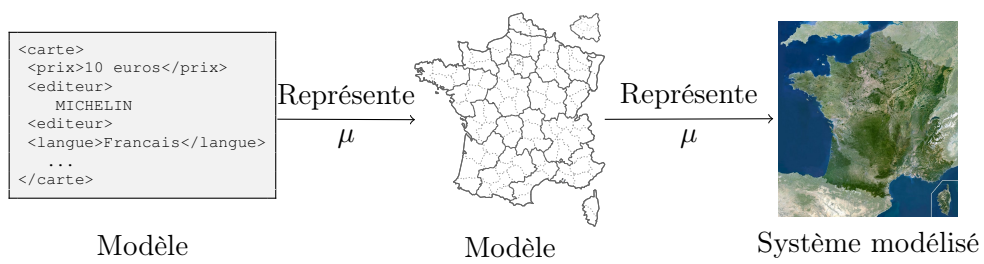 <carte>
<prix>10 euros</prix>
<editeur>
MICHELIN
<editeur>
<langue>Francais</langue>
...
</carte>
Représente
μ
Représente
μ
Modèle
Modèle
Système modélisé